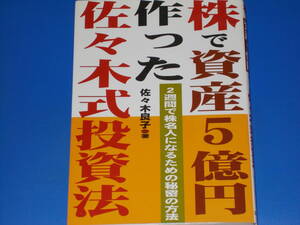 株で資産5億円
作った
佐々木式投資法
2週間で株名人になるための秘密の方法
佐々木良子 著